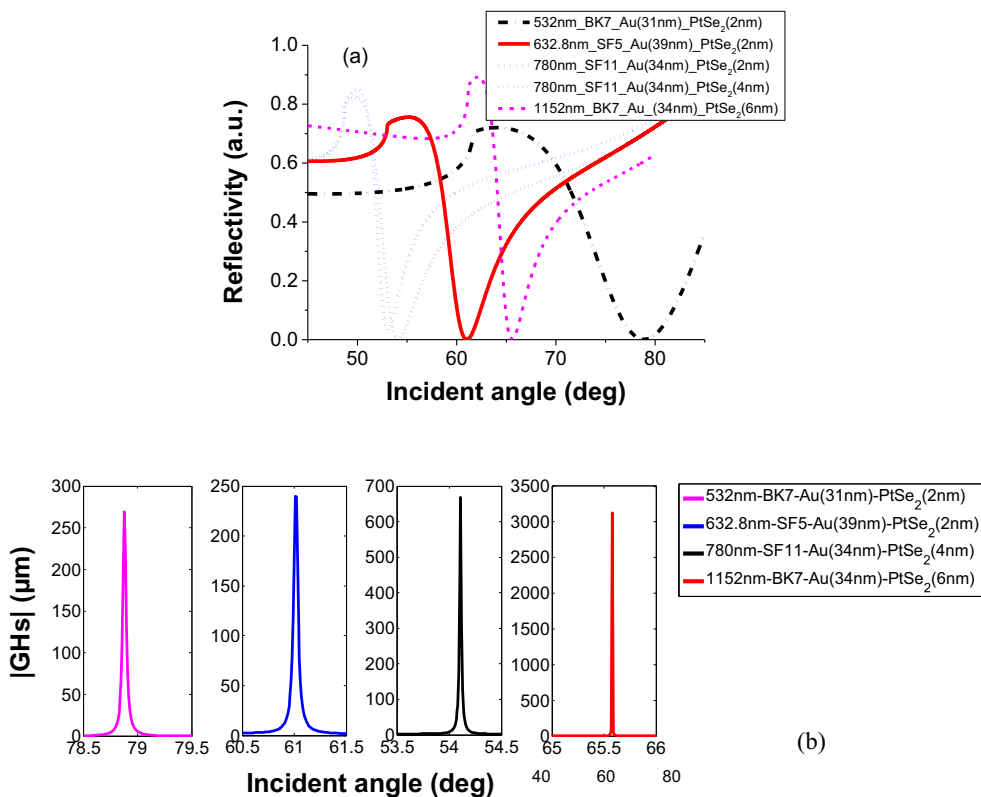 (a)
532nm_BK7_Au(31nm)_PtSe2(2nm)
632.8nm_SF5_Au(39nm)_PtSe2(2nm)
780nm_SF11_Au(34nm)_PtSe2(2nm)
780nm_SF11_Au(34nm)_PtSe2(4nm)
1152nm_BK7_Au_(34nm)_PtSe2(6nm)
1.0
0.8
0.6
0.4
0.2
0.0
Reflectivity (a.u.)
50 60 70 80
Incident angle (deg)
|GHs| (μm)
300
250
200
150
100
50
0
78.5 79 79.5
250
200
150
100
50
0
60.5 61 61.5
700
600
500
400
300
200
100
0
53.5 54 54.5
3500
3000
2500
2000
1500
1000
500
0
65 65.5 66
40 60 80
Incident angle (deg)
532nm-BK7-Au(31nm)-PtSe2(2nm)
632.8nm-SF5-Au(39nm)-PtSe2(2nm)
780nm-SF11-Au(34nm)-PtSe2(4nm)
1152nm-BK7-Au(34nm)-PtSe2(6nm)
(b)